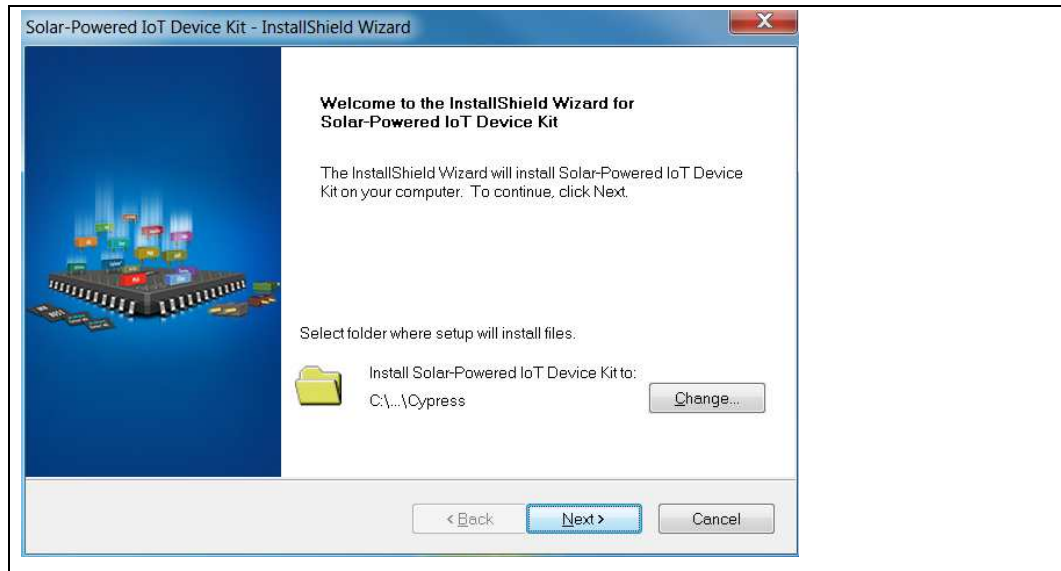 Solar-Powered IoT Device Kit - InstallShield Wizard
Welcome to the InstallShield Wizard for
Solar-Powered IoT Device Kit
The InstallShield Wizard will install Solar-Powered IoT Device
Kit on your computer. To continue, click Next.
Select folder where setup will install files.
Install Solar-Powered IoT Device Kit to:
C:\...\Cypress
Change...
< Back
Next >
Cancel